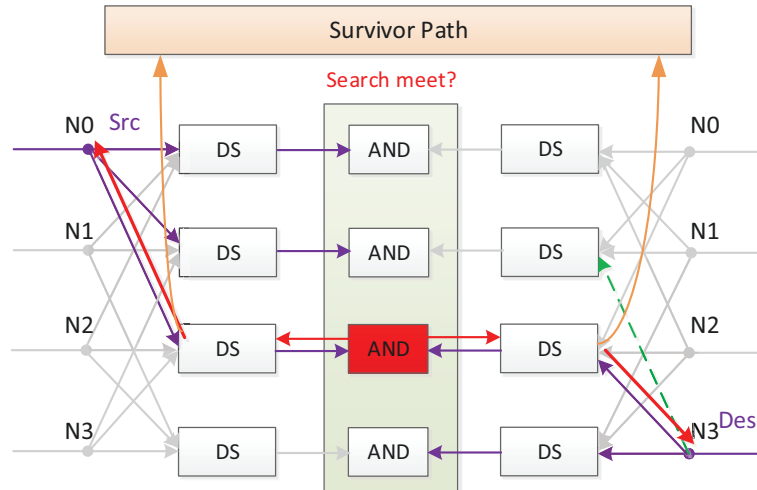 Survivor Path
Search meet?
N0 Src N0
DS AND DS
N1 N1
DS AND DS
N2 N2
DS AND DS
N3 N3 Des
DS AND DS